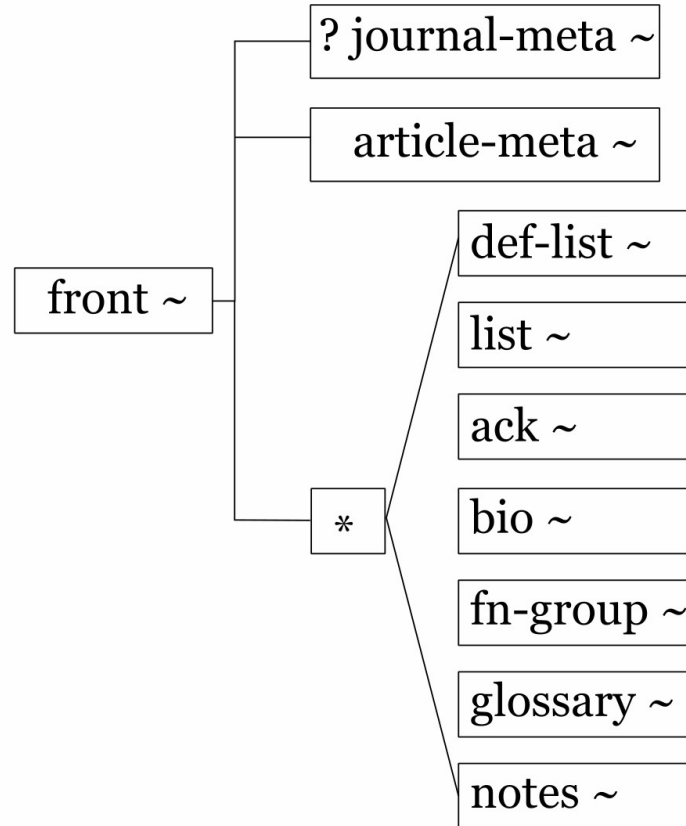 ? journal-meta ~
article-meta ~
def-list ~
front ~
list ~
ack ~
*
bio ~
fn-group ~
glossary ~
notes ~